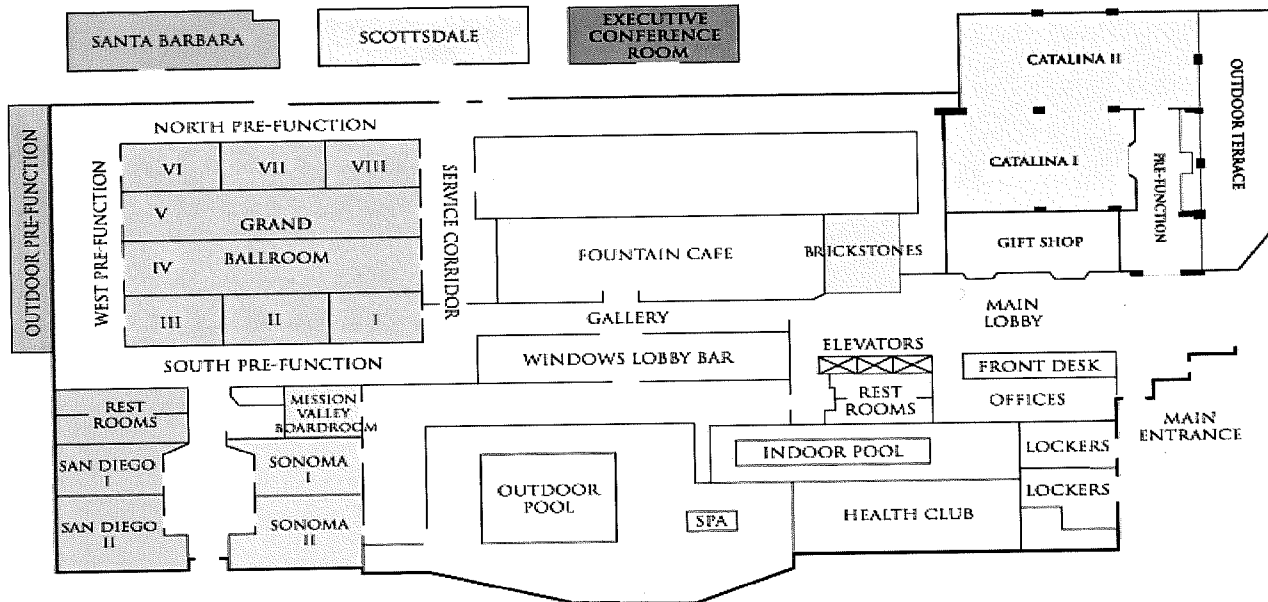 SANTA BARBARA
SCOTTSDALE
EXECUTIVE
CONFERENCE
ROOM
CATALINA II
OUTDOOR TERRACE
OUTDOOR PRE-FUNCTION
NORTH PRE-FUNCTION
WEST PRE-FUNCTION
VI
VII
VIII
V
GRAND
IV
BALLROOM
III
II
I
SERVICE CORRIDOR
CATALINA I
PRE-FUNCTION
GIFT SHOP
FOUNTAIN CAFE
BRICKSTONES
GALLERY
MAIN
LOBBY
SOUTH PRE-FUNCTION
WINDOWS LOBBY BAR
ELEVATORS
FRONT DESK
REST
ROOMS
MISSION
VALLEY
BOARDROOM
REST
ROOMS
OFFICES
MAIN
ENTRANCE
SAN DIEGO
I
SONOMA
I
INDOOR POOL
LOCKERS
OUTDOOR
POOL
LOCKERS
SAN DIEGO
II
SONOMA
II
SPA
HEALTH CLUB